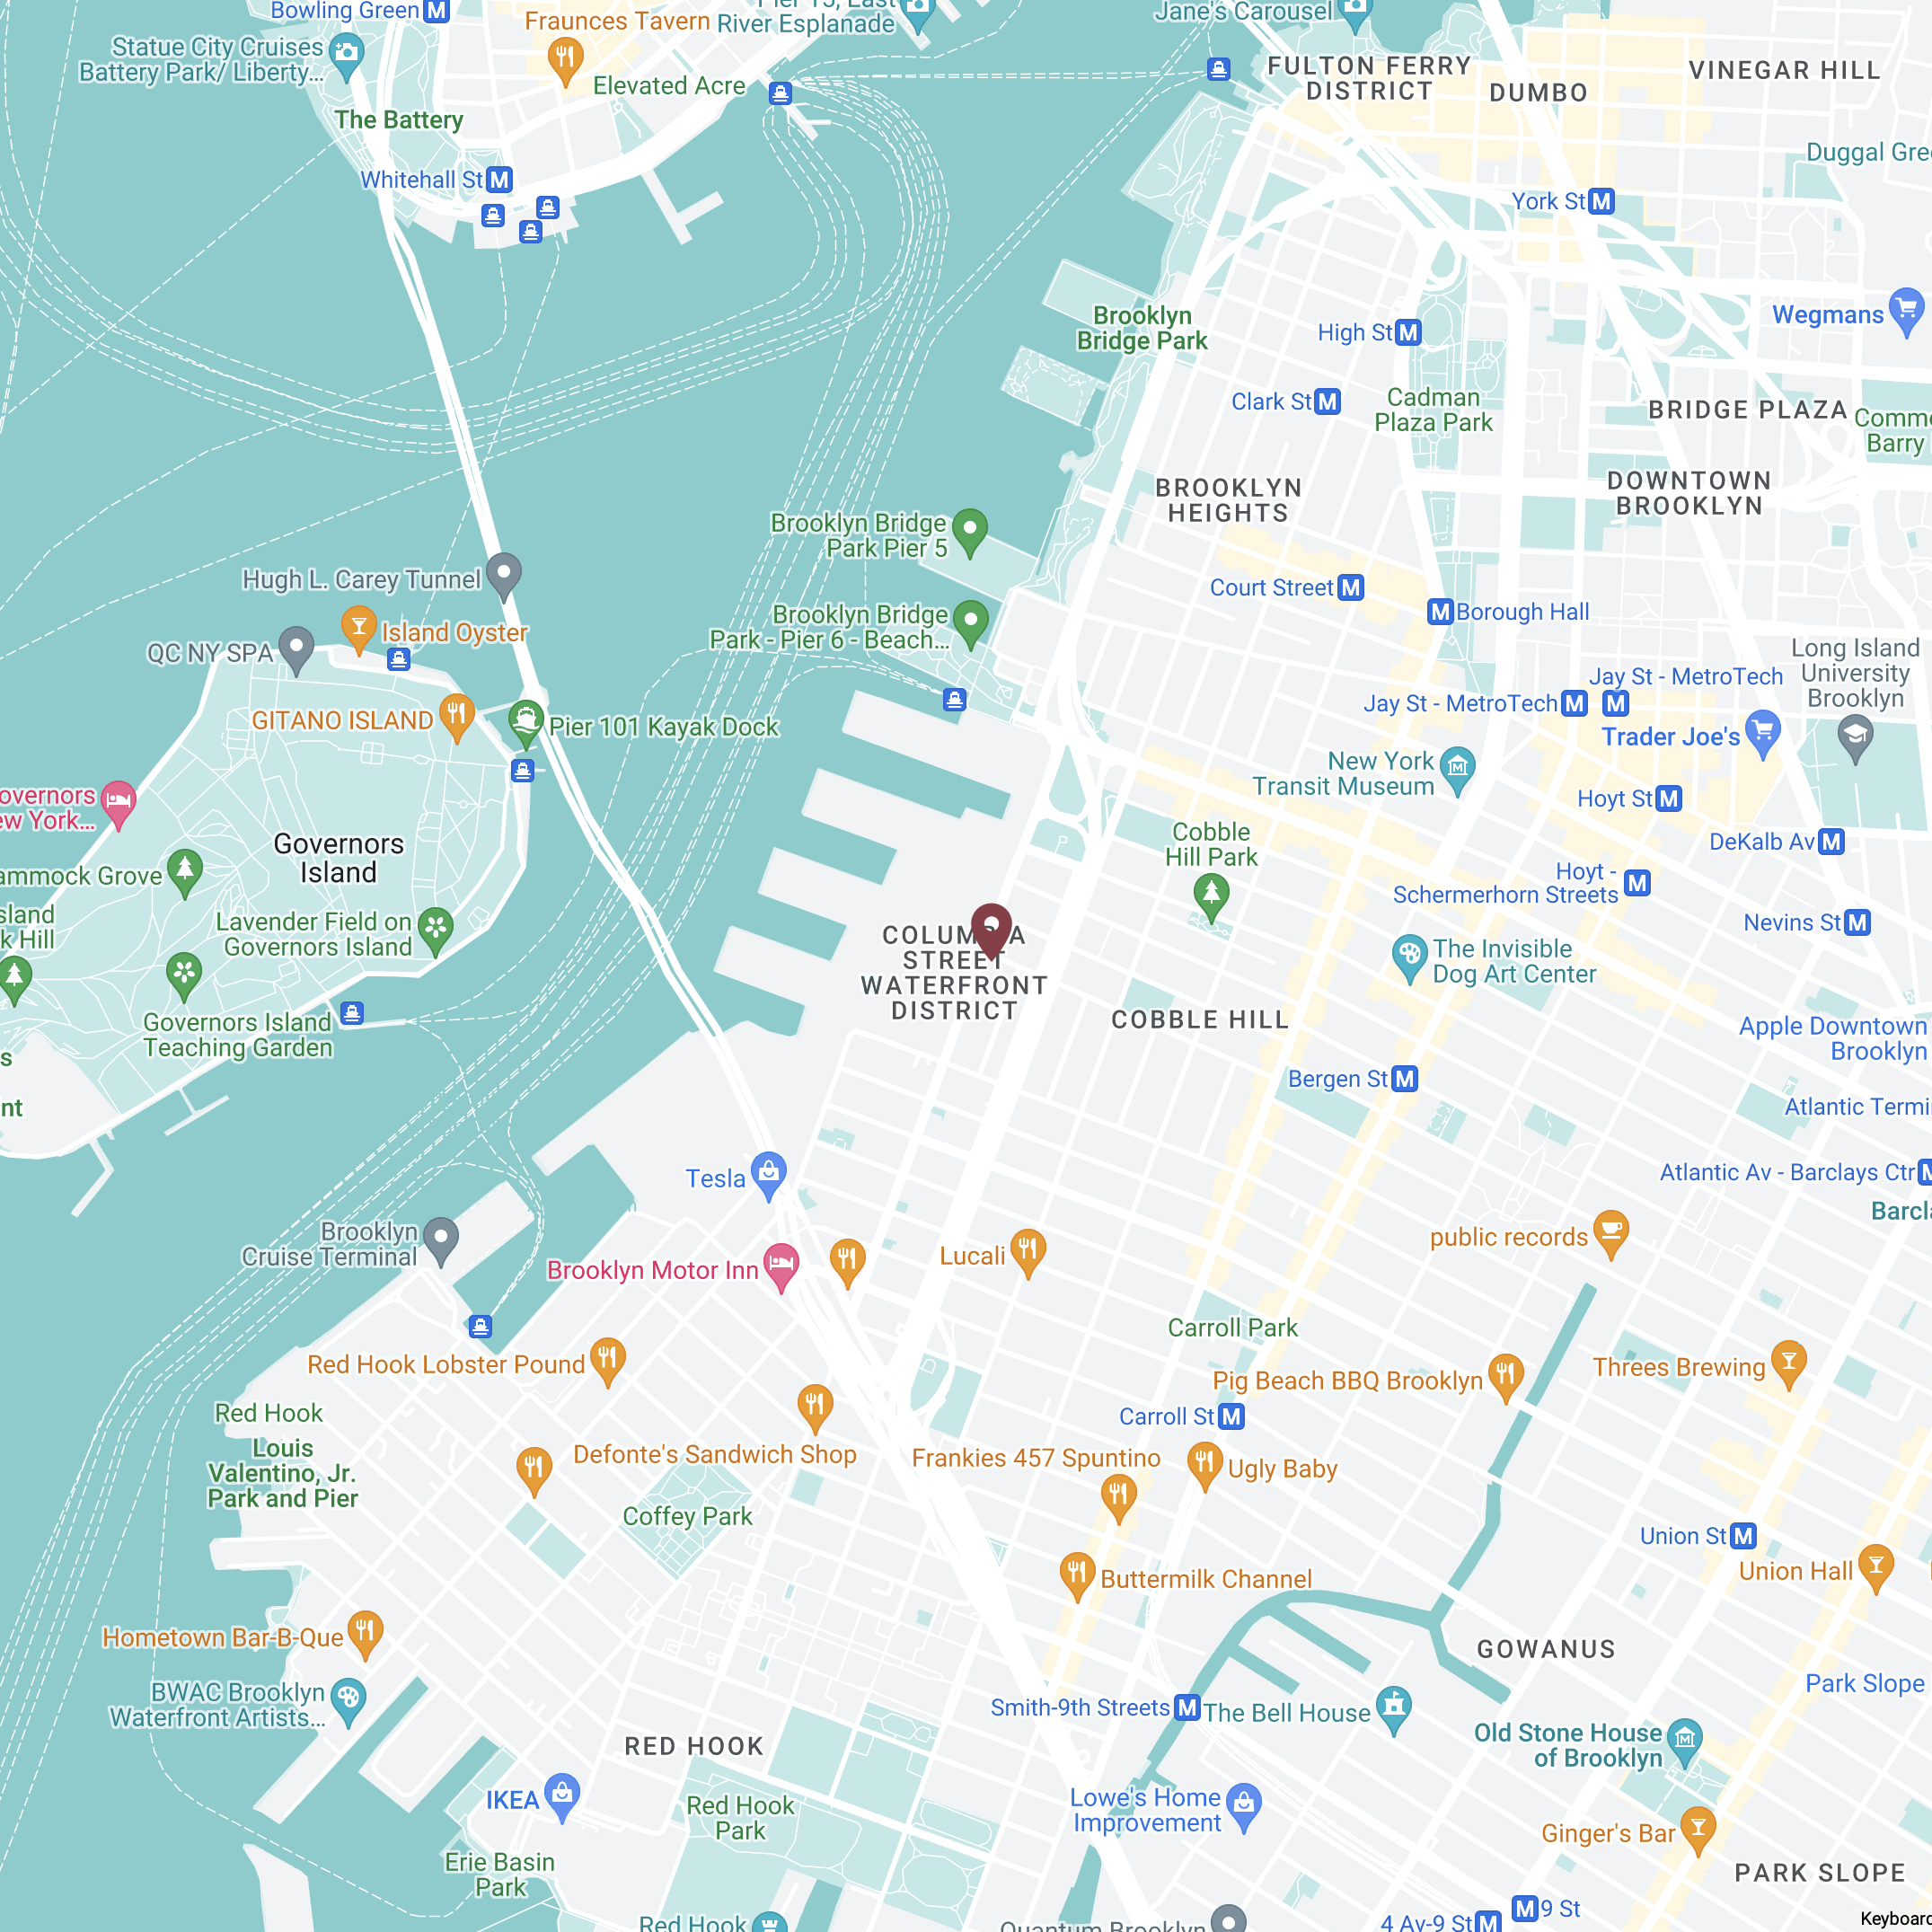 Bowling Green M
Fraunces Tavern
Pier 15, East
River Esplanade
Jane's Carousel
Statue City Cruises
Battery Park/ Liberty...
Elevated Acre
FULTON FERRY
DISTRICT
DUMBO
VINEGAR HILL
The Battery
Duggal Gre
Whitehall St M
York St M
Brooklyn
Bridge Park
High St M
Wegmans
Clark St M
Cadman
Plaza Park
BRIDGE PLAZA
Comm
Barry
BROOKLYN
HEIGHTS
DOWNTOWN
BROOKLYN
Brooklyn Bridge
Park Pier 5
Hugh L. Carey Tunnel
Court Street M
M Borough Hall
Island Oyster
Brooklyn Bridge
Park - Pier 6 - Beach...
QC NY SPA
Long Island
University
Brooklyn
Jay St - MetroTech
Jay St - MetroTech M M
GITANO ISLAND
Pier 101 Kayak Dock
Trader Joe's
New York
Transit Museum
overnors
ew York...
Hoyt St M
Governors
Island
Cobble
Hill Park
DeKalb Av M
ammock Grove
Hoyt -
Schermerhorn Streets M
sland
k Hill
Lavender Field on
Governors Island
Nevins St M
COLUM A
STREET
WATERFRONT
DISTRICT
The Invisible
Dog Art Center
COBBLE HILL
Governors Island
Teaching Garden
Apple Downtown
Brooklyn
s
Bergen St M
nt
Atlantic Termi
Tesla
Atlantic Av - Barclays Ctr M
Barcl
Brooklyn
Cruise Terminal
public records
Brooklyn Motor Inn
Lucali
Carroll Park
Red Hook Lobster Pound
Threes Brewing
Pig Beach BBQ Brooklyn
Red Hook
Carroll St M
Louis
Valentino, Jr.
Park and Pier
Defonte's Sandwich Shop
Frankies 457 Spuntino
Ugly Baby
Coffey Park
Union St M
Buttermilk Channel
Union Hall
Hometown Bar-B-Que
GOWANUS
BWAC Brooklyn
Waterfront Artists...
Park Slope
Smith-9th Streets M
The Bell House
RED HOOK
Old Stone House
of Brooklyn
IKEA
Red Hook
Park
Lowe's Home
Improvement
Ginger's Bar
Erie Basin
Park
PARK SLOPE
Red Hook
Quantum Brooklyn
4 Av-9 St M
M 9 St
Keyboard